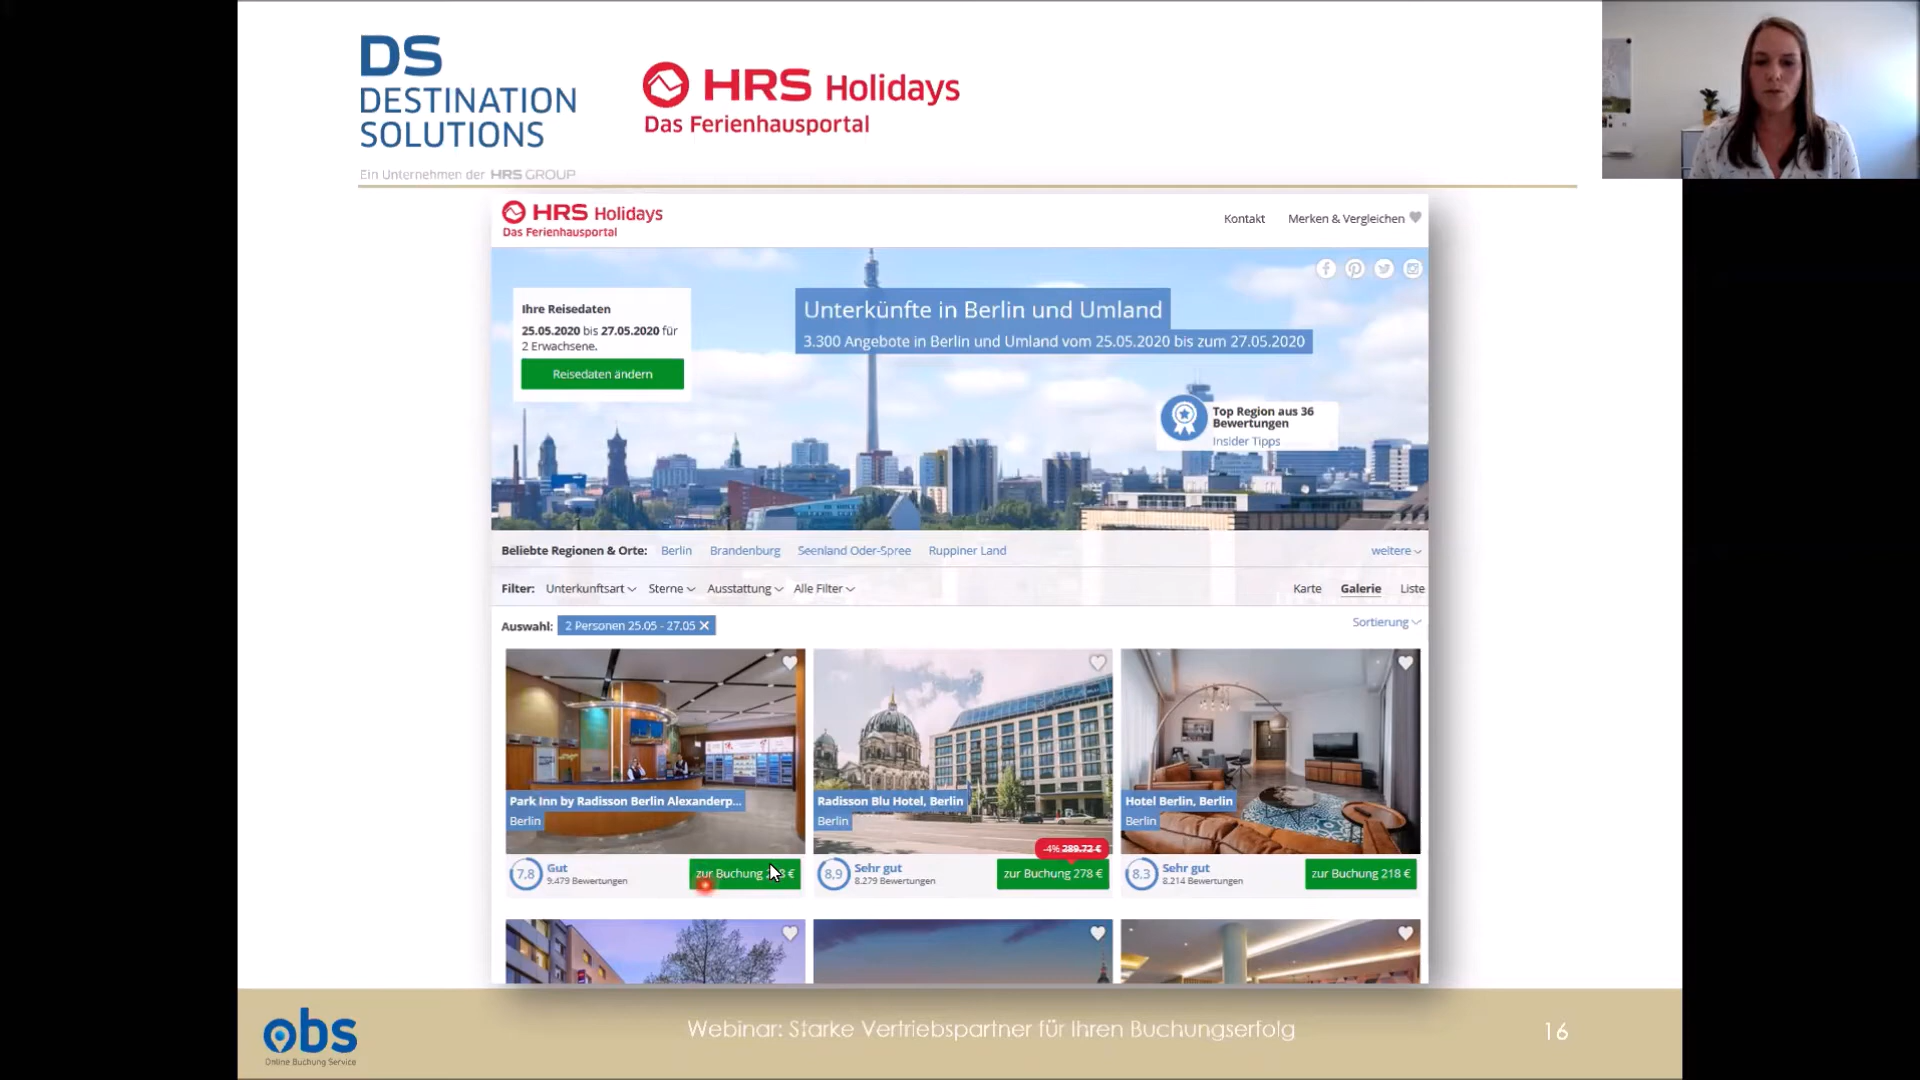 DS
DESTINATION
SOLUTIONS
Ein Unternehmen der HRS GROUP
HRS Holidays
Das Ferienhausportal
HRS Holidays
Das Ferienhausportal
Kontakt Merken & Vergleichen
Ihre Reisedaten
25.05.2020 bis 27.05.2020 für
2 Erwachsene.
Reisedaten ändern
Unterkünfte in Berlin und Umland
3.300 Angebote in Berlin und Umland vom 25.05.2020 bis zum 27.05.2020
Top Region aus 36
Bewertungen
Insider Tipps
Beliebte Regionen & Orte: Berlin Brandenburg Seenland Oder-Spree Ruppiner Land weitere
Filter: Unterkunftsart Sterne Ausstattung Alle Filter Karte Galerie Liste
Auswahl: 2 Personen 25.05 - 27.05 X Sortierung
Park Inn by Radisson Berlin Alexanderp...
Berlin
7,8 Gut
9.479 Bewertungen
zur Buchung €
Radisson Blu Hotel, Berlin
Berlin
-4% 289.72 €
8,9 Sehr gut
8.279 Bewertungen
zur Buchung 278 €
Hotel Berlin, Berlin
Berlin
8.3 Sehr gut
8.214 Bewertungen
zur Buchung 218 €
obs
Online Buchung Service
Webinar: Starke Vertriebspartner für Ihren Buchungserfolg
16